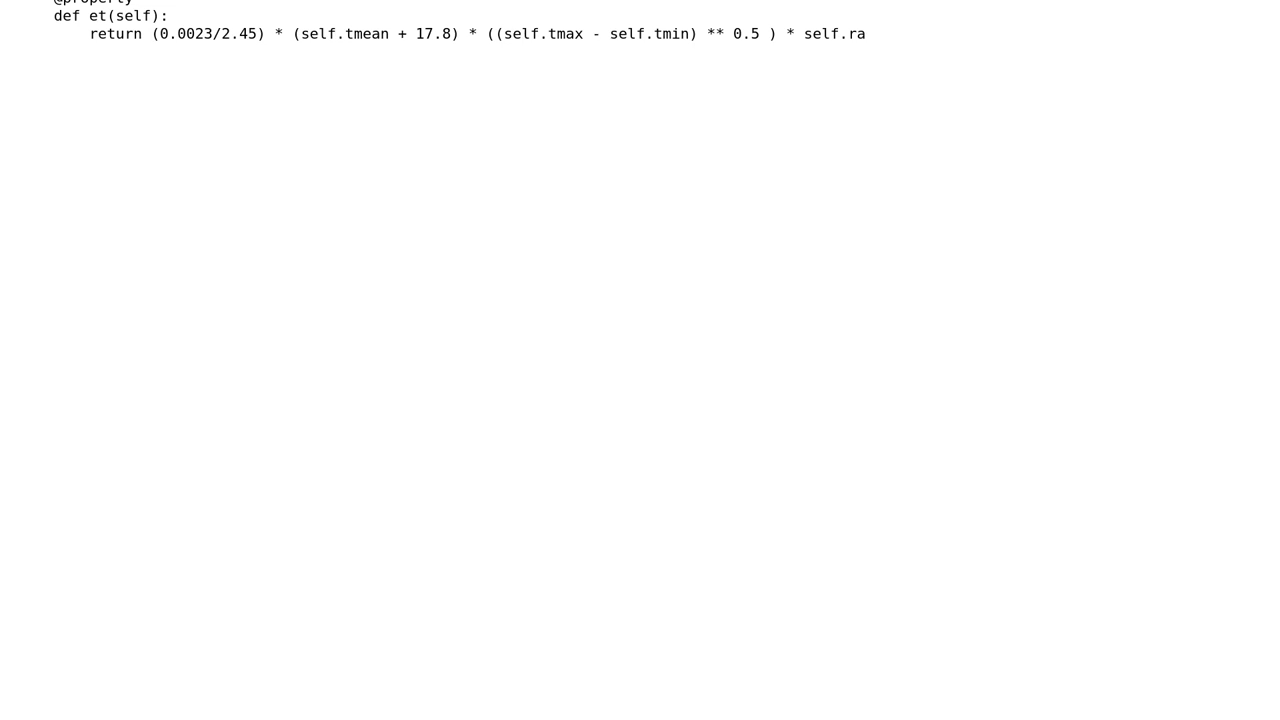 @property
def et(self):
return (0.0023/2.45) * (self.tmean + 17.8) * ((self.tmax - self.tmin) ** 0.5 ) * self.ra